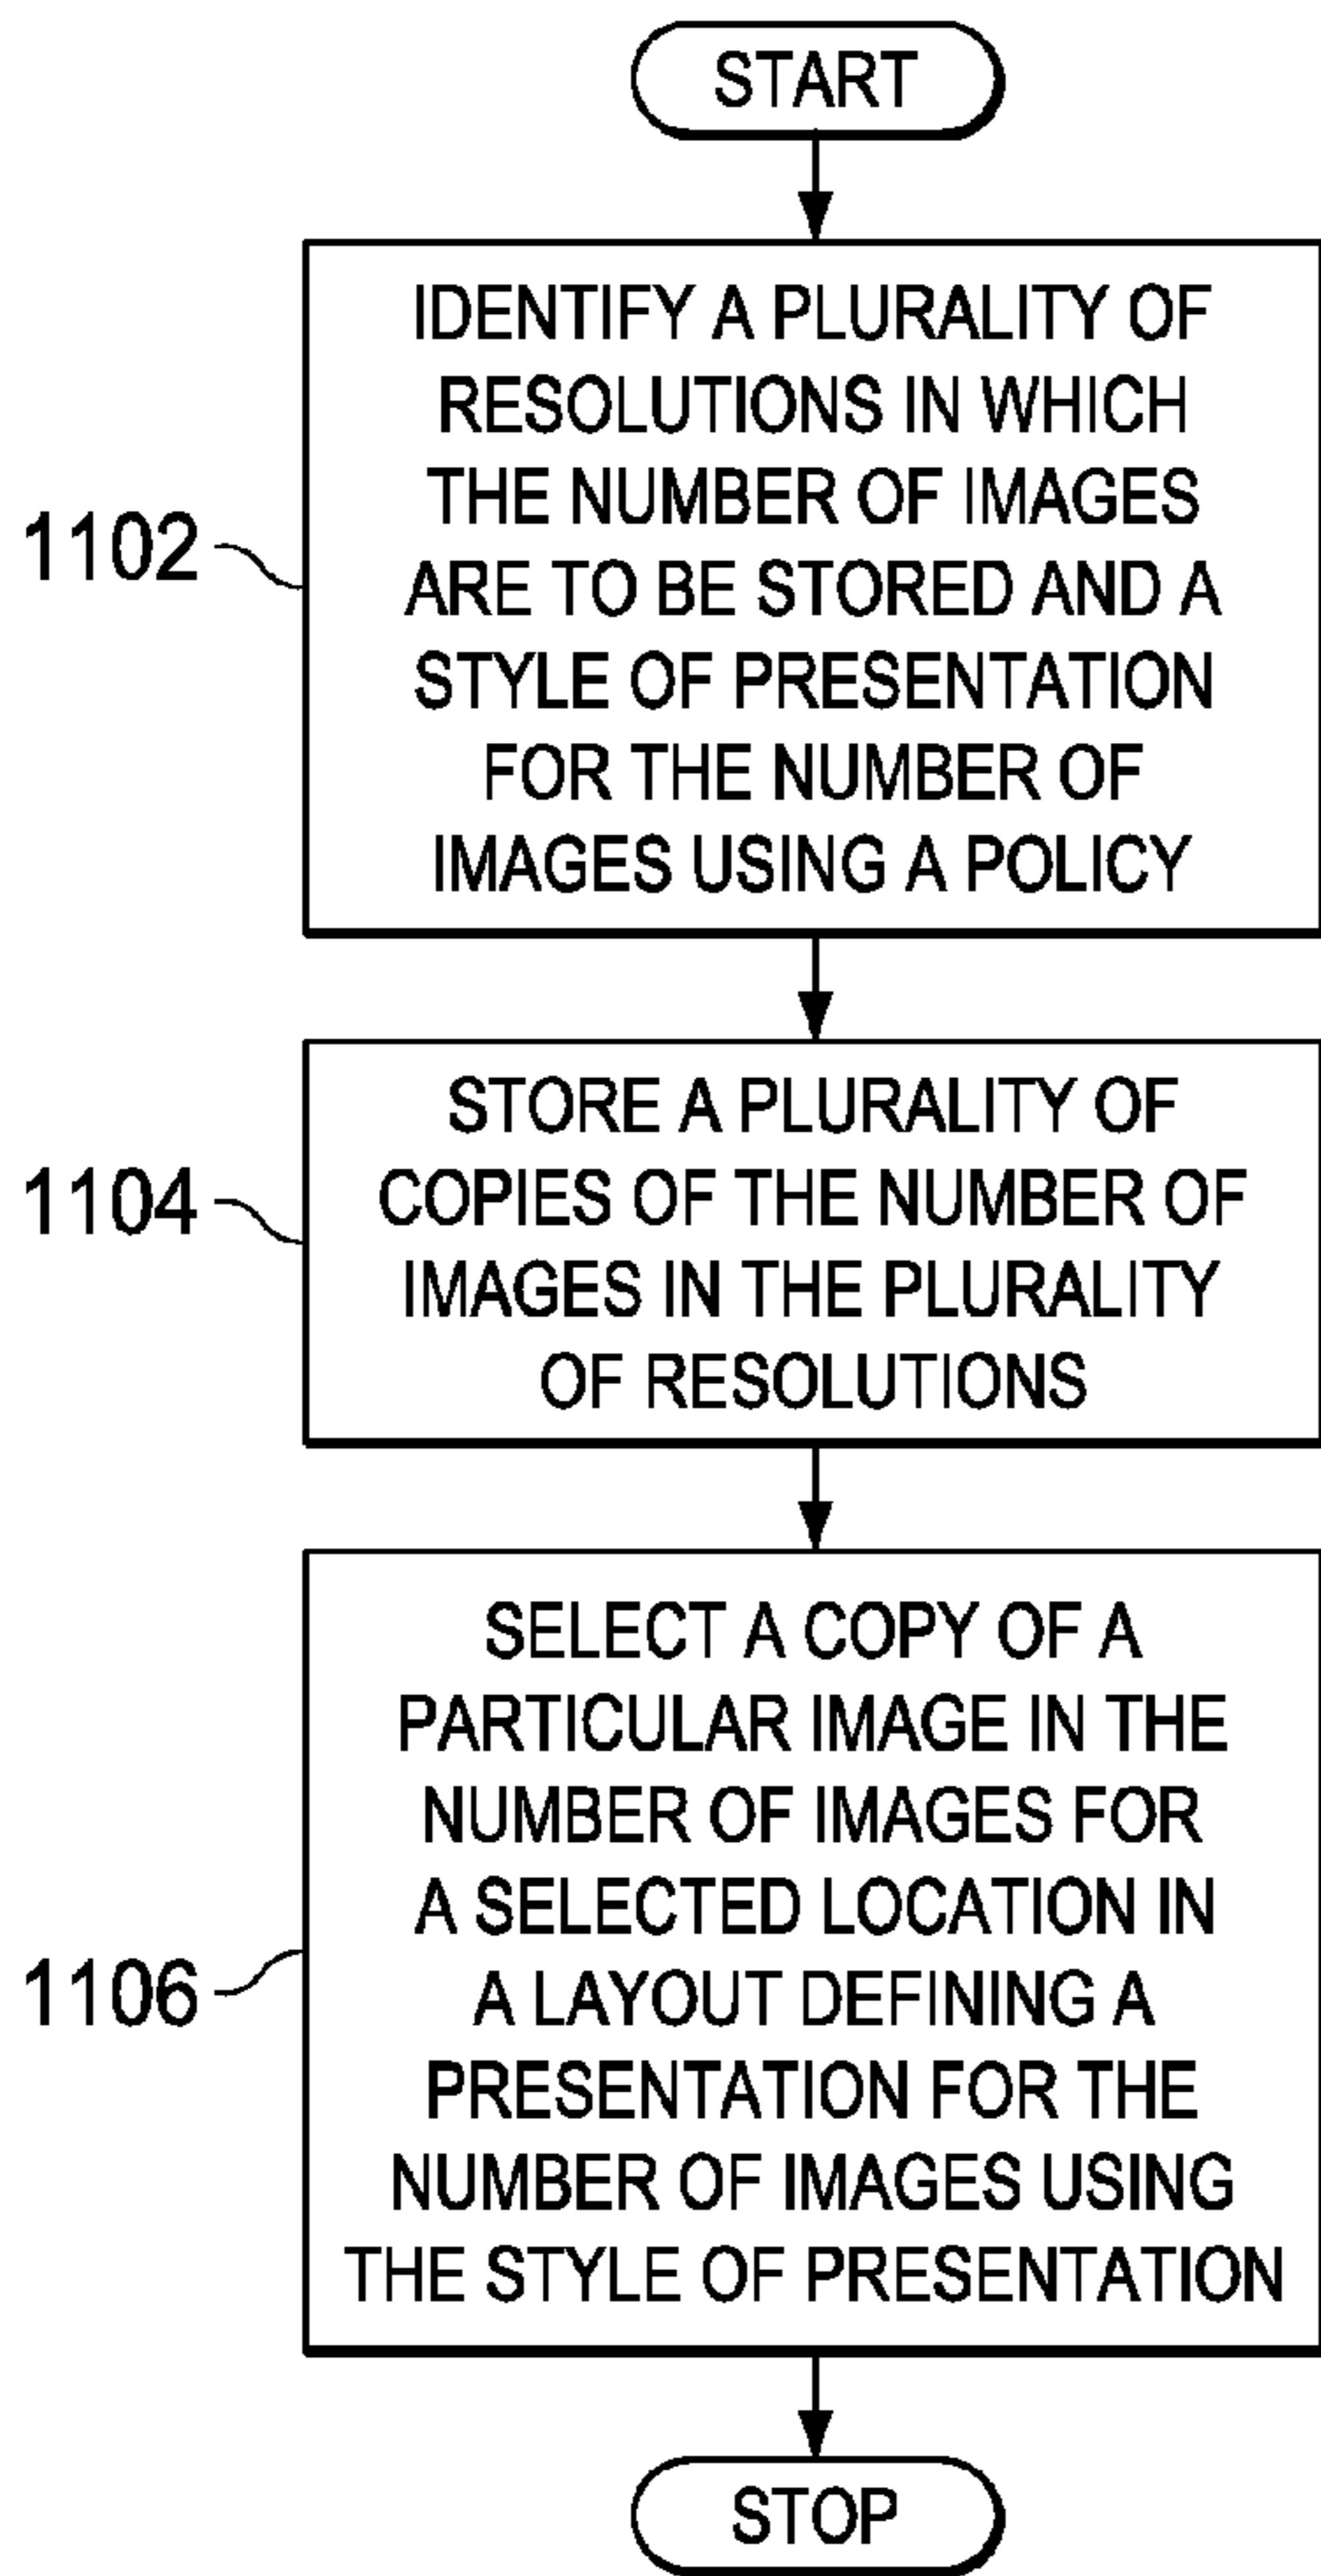 START
1102
IDENTIFY A PLURALITY OF
RESOLUTIONS IN WHICH
THE NUMBER OF IMAGES
ARE TO BE STORED AND A
STYLE OF PRESENTATION
FOR THE NUMBER OF
IMAGES USING A POLICY
1104
STORE A PLURALITY OF
COPIES OF THE NUMBER OF
IMAGES IN THE PLURALITY
OF RESOLUTIONS
1106
SELECT A COPY OF A
PARTICULAR IMAGE IN THE
NUMBER OF IMAGES FOR
A SELECTED LOCATION IN
A LAYOUT DEFINING A
PRESENTATION FOR THE
NUMBER OF IMAGES USING
THE STYLE OF PRESENTATION
STOP